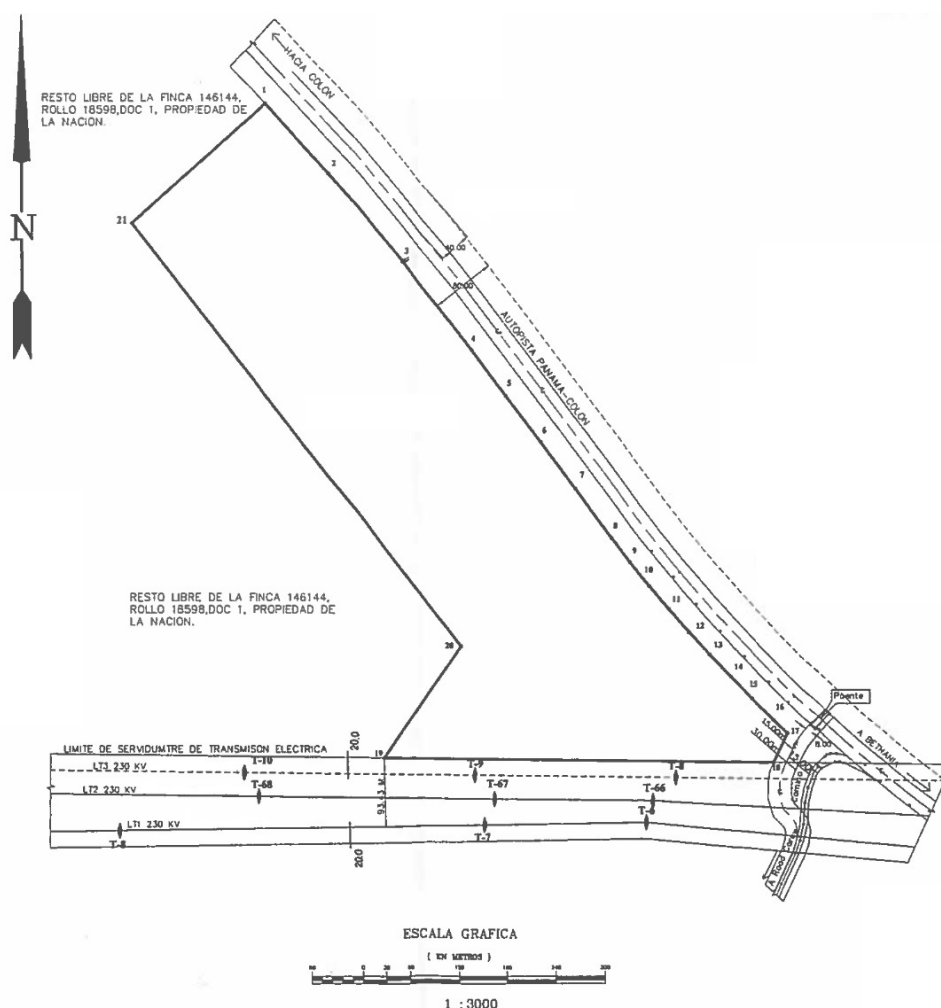 HACIA COLON
1
RESTO LIBRE DE LA FINCA 146144,
ROLLO 18598,DOC 1, PROPIEDAD DE
LA NACION.
2
21
N
3
80.00
AUTOPISTA PANAMA-COLON
4
5
6
7
8
9
10
RESTO LIBRE DE LA FINCA 146144,
ROLLO 18598,DOC 1, PROPIEDAD DE
LA NACION.
11
12
13
20
14
15
16
Puente
17
15.00
30.00
8.00
A BETHANIA
LIMITE DE SERVIDUMTRE DE TRANSMISON ELECTRICA
20.0
19
18
LT3 230 KV
T-10
T-9
T-8
LT2 230 KV
T-68
T-67
T-66
Camino
LT1 230 KV
T-8
T-7
20.0
ESCALA GRAFICA
( EN METROS )
1 : 3000